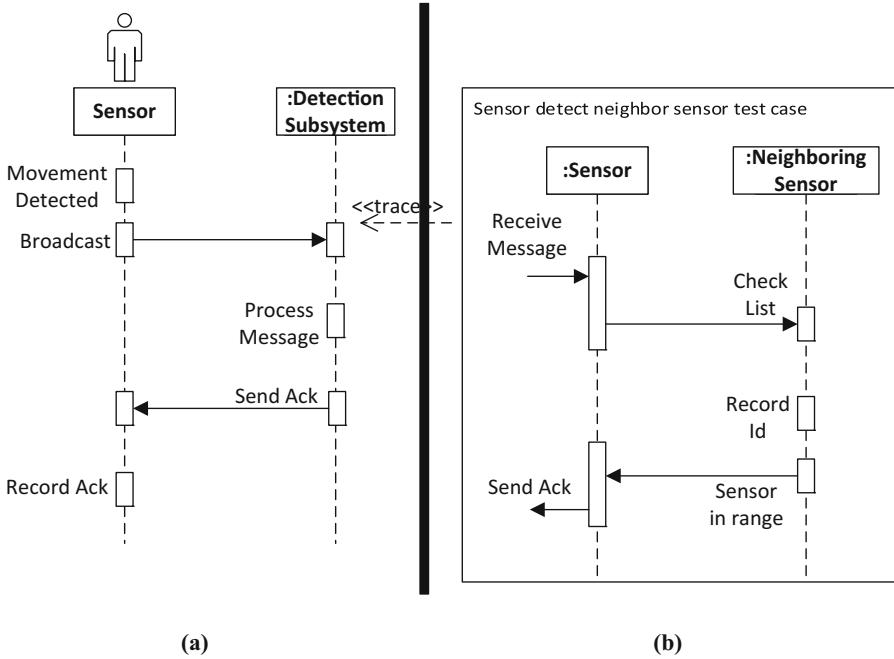 Sensor
:Detection
Subsystem
Movement
Detected
Broadcast
Process
Message
Send Ack
Record Ack
<<trace>>
Sensor detect neighbor sensor test case
:Sensor
:Neighboring
Sensor
Receive
Message
Check
List
Record
Id
Send Ack
Sensor
in range
(a)
(b)